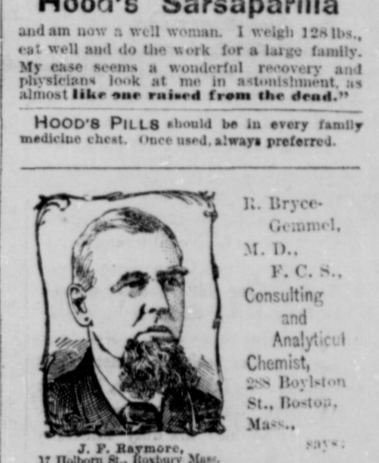 Hood's Sarsaparilla
and am now a well woman. I weigh 128 lbs.,
eat well and do the work for a large family.
My case seems a wonderful recovery and
physicians look at me in astonishment, as
almost like one raised from the dead."
HOOD'S PILLS should be in every family
medicine chest. Once used, always preferred.
R. Bryce-
Gemmel,
M. D.,
F. C. S.,
Consulting
and
Analytical
Chemist,
288 Boylston
St., Boston,
Mass.,
says:
J. F. Raymore,
17 Holborn St., Roxbury Mass.